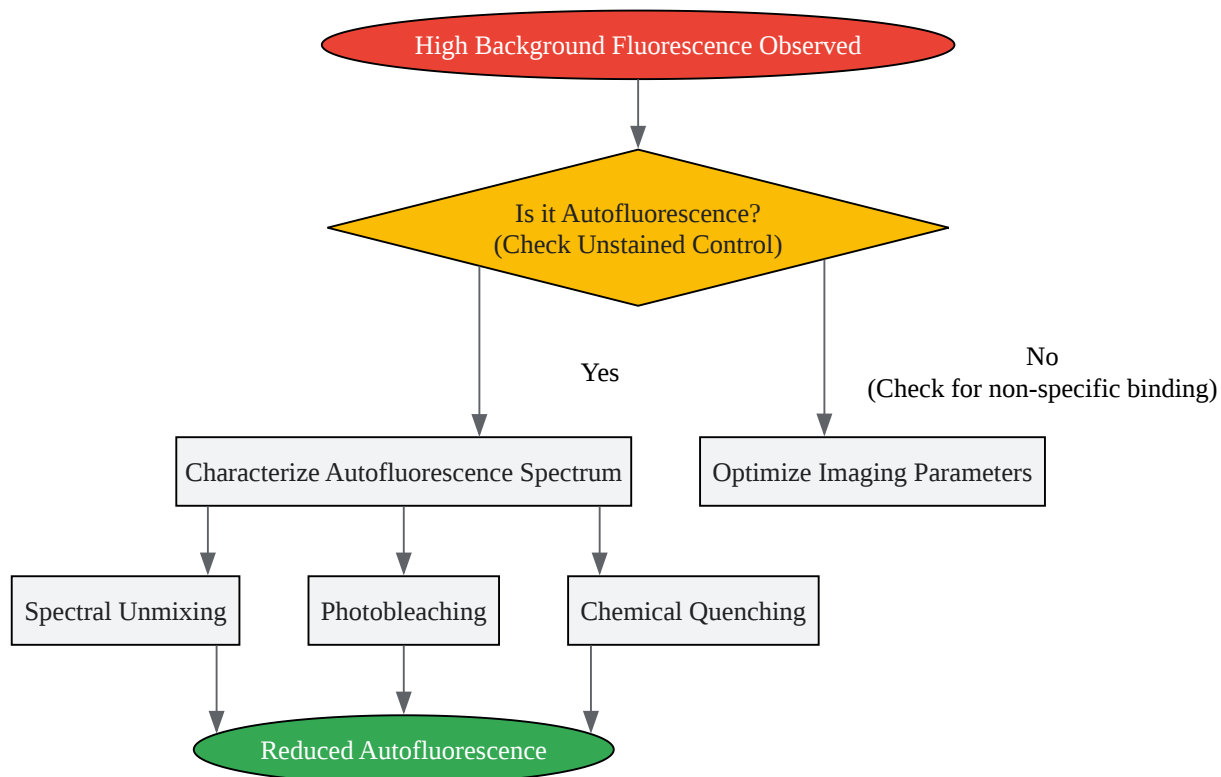 High Background Fluorescence Observed
Is it Autofluorescence?
(Check Unstained Control)
Yes
No
(Check for non-specific binding)
Characterize Autofluorescence Spectrum
Optimize Imaging Parameters
Spectral Unmixing
Photobleaching
Chemical Quenching
Reduced Autofluorescence